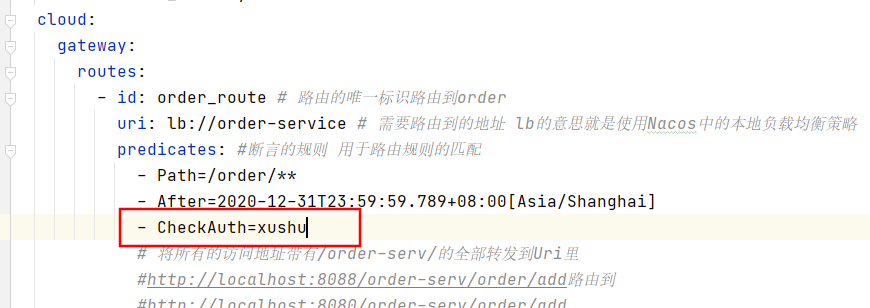 cloud:
gateway:
routes:
- id: order_route # 路由的唯一标识路由到order
uri: lb://order-service # 需要路由到的地址 lb的意思就是使用Nacos中的本地负载均衡策略
predicates: #断言的规则 用于路由规则的匹配
- Path=/order/**
- After=2020-12-31T23:59:59.789+08:00[Asia/Shanghai]
- CheckAuth=xushu
# 将所有的访问地址带有/order-serv/的全部转发到Uri里
#http://localhost:8088/order-serv/order/add路由到
#http://localhost:8080/order-serv/order/add